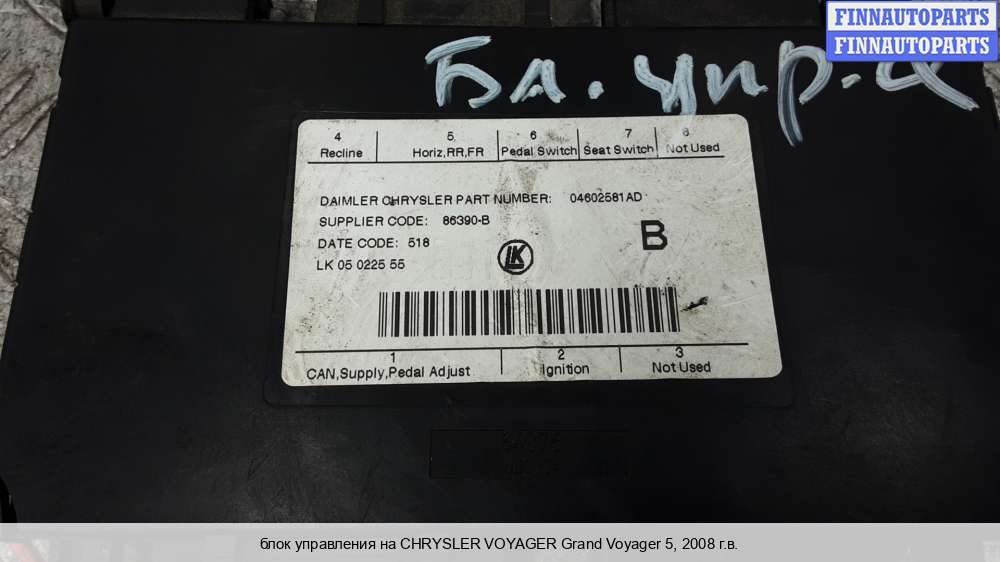 FINNAUTOPARTS
FINNAUTOPARTS
Бл. упр-я
4 5 6 7 8
Recline Horiz,RR,FR Pedal Switch Seat Switch Not Used
DAIMLER CHRYSLER PART NUMBER: 04602581AD
SUPPLIER CODE: 86390-B
DATE CODE: 518
B
LK 05 0225 55
LK
1 2 3
CAN,Supply,Pedal Adjust Ignition Not Used
блок управления на CHRYSLER VOYAGER Grand Voyager 5, 2008 г.в.